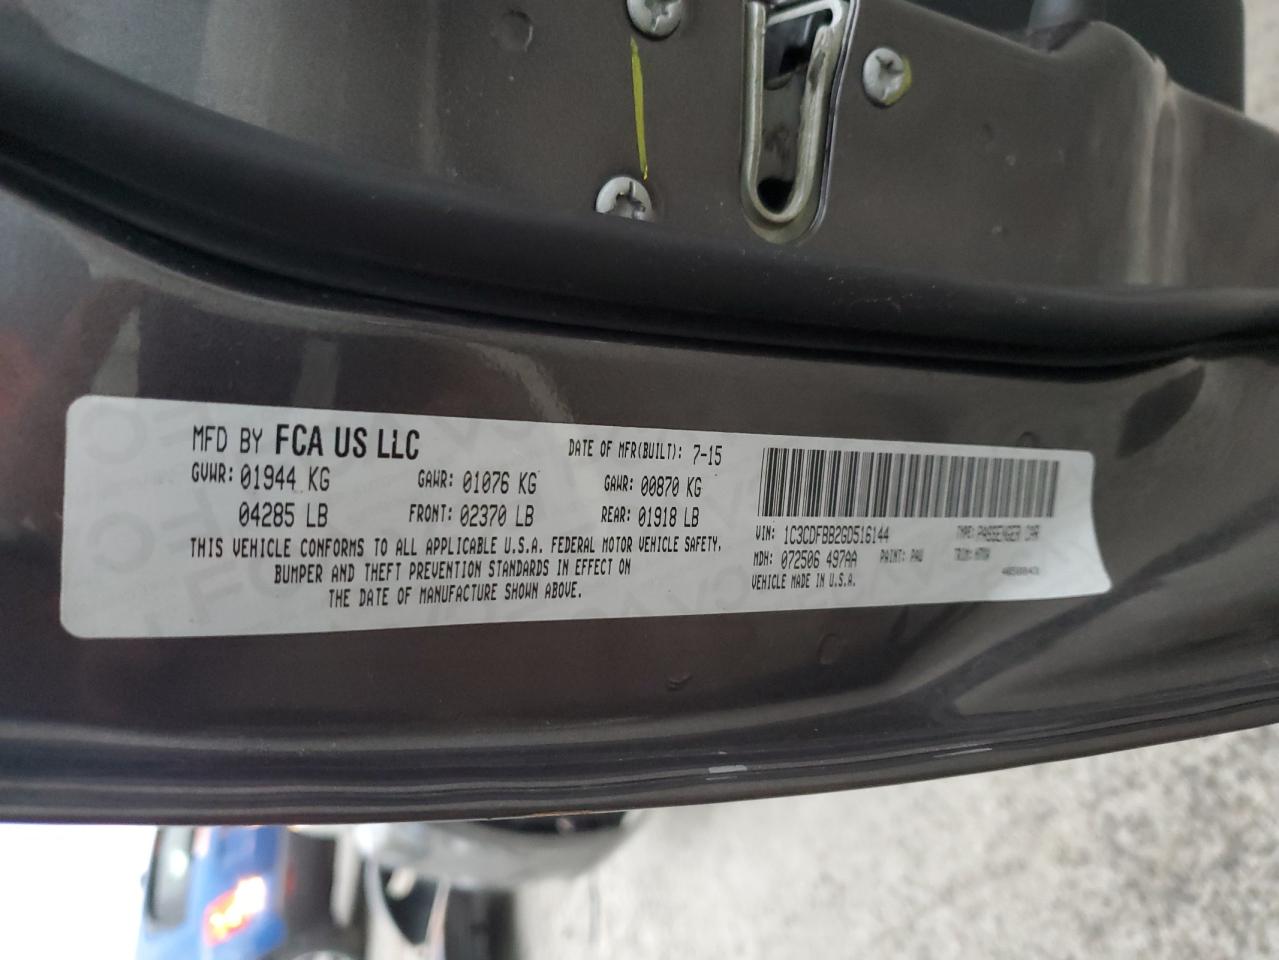 MFD BY FCA US LLC DATE OF MFR(BUILT): 7-15
GVWR: 01944 KG GAWR: 01076 KG GAWR: 00870 KG
04285 LB FRONT: 02370 LB REAR: 01918 LB
THIS VEHICLE CONFORMS TO ALL APPLICABLE U.S.A. FEDERAL MOTOR VEHICLE SAFETY,
BUMPER AND THEFT PREVENTION STANDARDS IN EFFECT ON
THE DATE OF MANUFACTURE SHOWN ABOVE.
VIN: 1C3CDFBB2GD516144 TYPE: PASSENGER CAR
MDH: 072506 497AA PAINT: PAU TRIM:
VEHICLE MADE IN U.S.A.